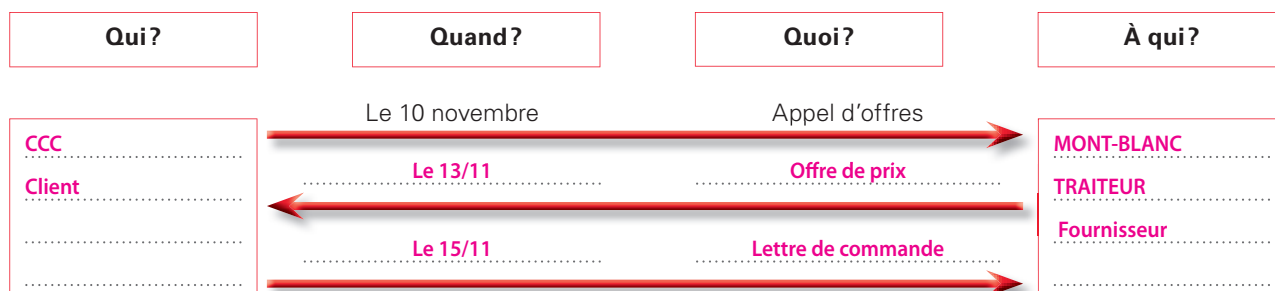 Qui ?
Quand ?
Quoi ?
À qui ?
Le 10 novembre
Appel d'offres
CCC
MONT-BLANC
Le 13/11
Offre de prix
Client
TRAITEUR
Fournisseur
Le 15/11
Lettre de commande